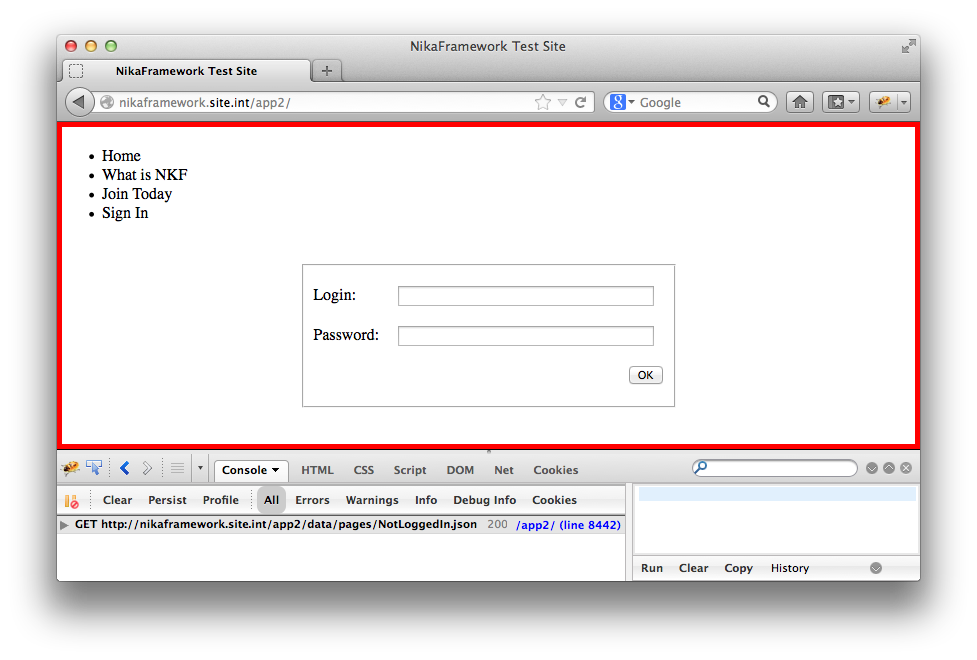 NikaFramework Test Site
NikaFramework Test Site
nikaframework.site.int/app2/
Google
Home
What is NKF
Join Today
Sign In
Login:
Password:
OK
Console HTML CSS Script DOM Net Cookies
Clear Persist Profile All Errors Warnings Info Debug Info Cookies
GET http://nikaframework.site.int/app2/data/pages/NotLoggedIn.json 200 /app2/ (line 8442)
Run Clear Copy History